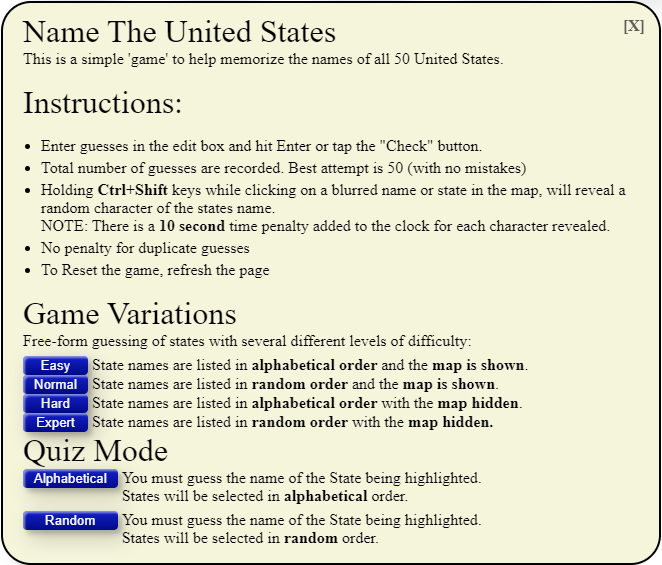 Name The United States
[X]
This is a simple 'game' to help memorize the names of all 50 United States.
Instructions:
• Enter guesses in the edit box and hit Enter or tap the "Check" button.
• Total number of guesses are recorded. Best attempt is 50 (with no mistakes)
• Holding Ctrl+Shift keys while clicking on a blurred name or state in the map, will reveal a
random character of the states name.
NOTE: There is a 10 second time penalty added to the clock for each character revealed.
• No penalty for duplicate guesses
• To Reset the game, refresh the page
Game Variations
Free-form guessing of states with several different levels of difficulty:
Easy State names are listed in alphabetical order and the map is shown.
Normal State names are listed in random order and the map is shown.
Hard State names are listed in alphabetical order with the map hidden.
Expert State names are listed in random order with the map hidden.
Quiz Mode
Alphabetical You must guess the name of the State being highlighted.
States will be selected in alphabetical order.
Random You must guess the name of the State being highlighted.
States will be selected in random order.